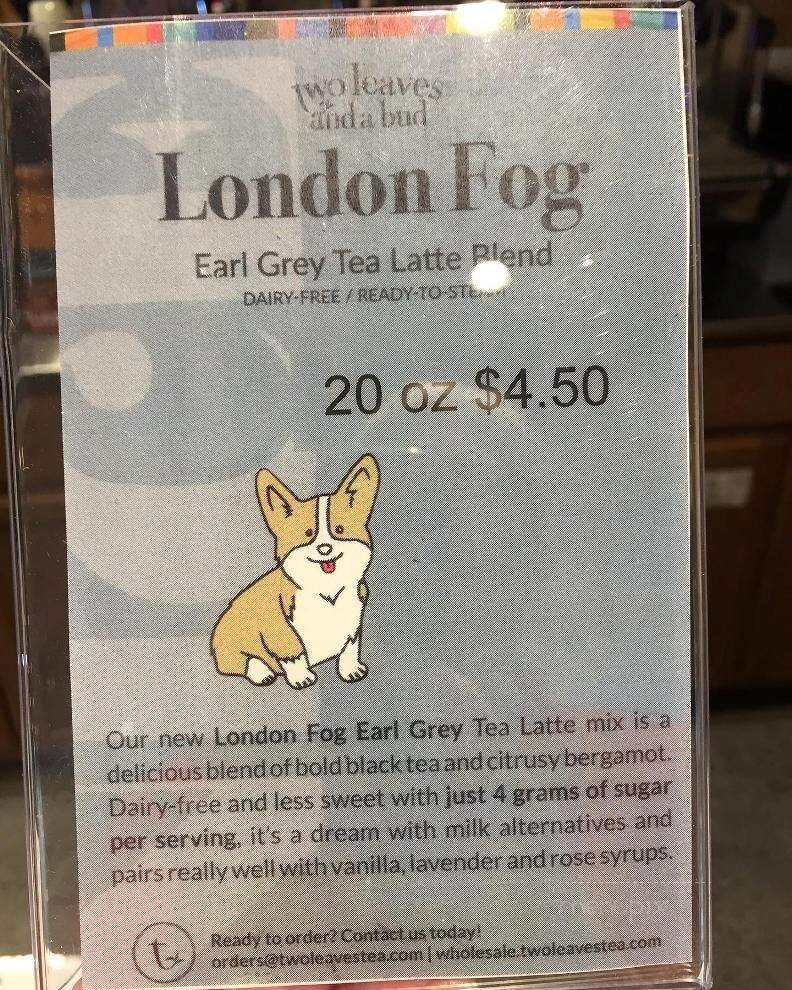 two leaves
and a bud
London Fog
Earl Grey Tea Latte Blend
DAIRY-FREE / READY-TO-STEAM
20 oz $4.50
Our new London Fog Earl Grey Tea Latte mix is a
delicious blend of bold black tea and citrusy bergamot.
Dairy-free and less sweet with just 4 grams of sugar
per serving, it's a dream with milk alternatives and
pairs really well with vanilla, lavender and rose syrups.
Ready to order? Contact us today!
orders@twoleavestea.com | wholesale.twoleavestea.com